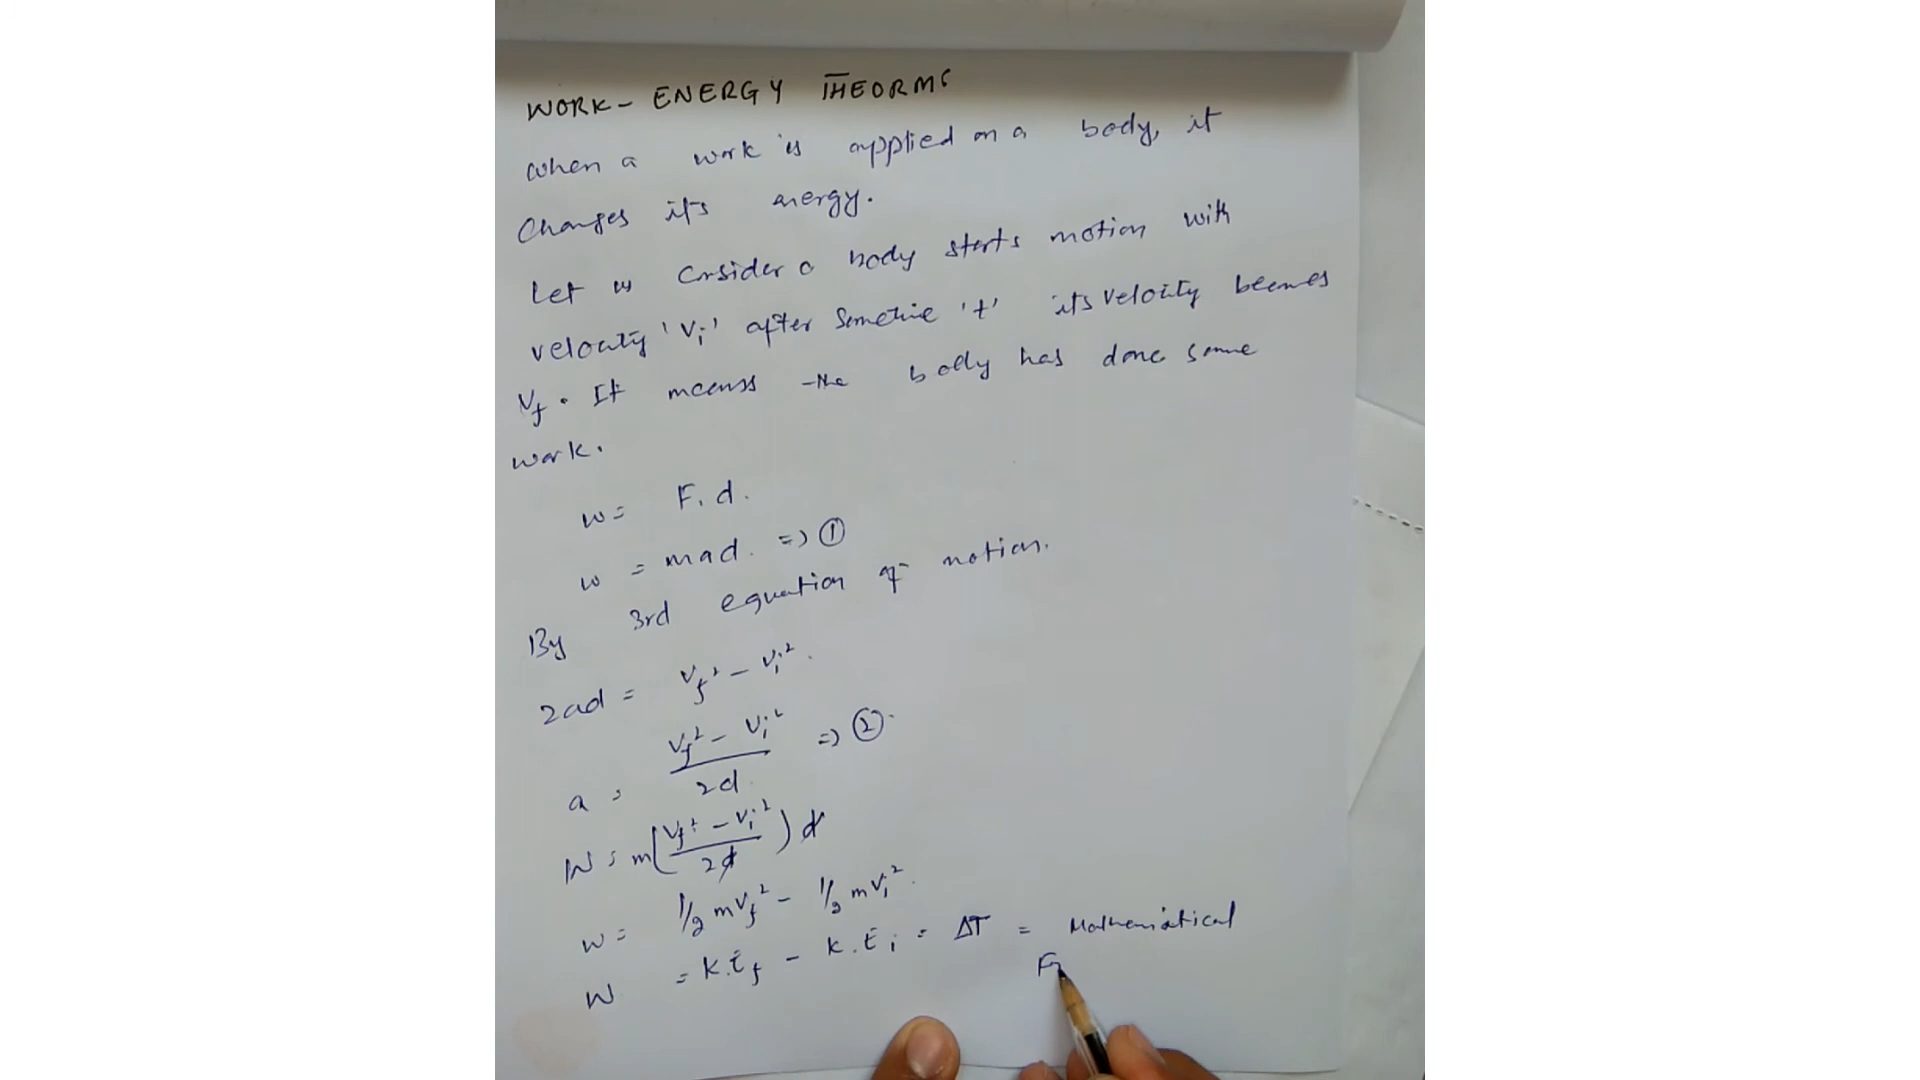 WORK - ENERGY THEORMS
when a work is applied on a body, it
Changes it's energy.
Let us Consider a body starts motion with
velocity 'Vi' after sometime 't' its velocity becomes
Vf. It means the body has done some
work.
w = F.d.
w = mad. => ①
By 3rd equation of motion.
2ad = Vf² - Vi².
a = (Vf² - Vi²)/2d => ②
W = m((Vf² - Vi²)/2d) d
w = 1/2 mVf² - 1/2 mVi².
W = K.Ef - K.Ei = ΔT = Mathematical